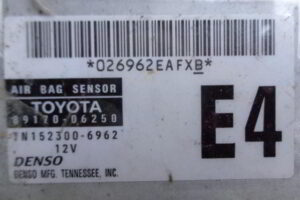 *026962EAFXB*
AIR BAG SENSOR
TOYOTA
89170-06250
TN152300-6962
12V
DENSO
DENSO MFG. TENNESSEE, INC.
E4